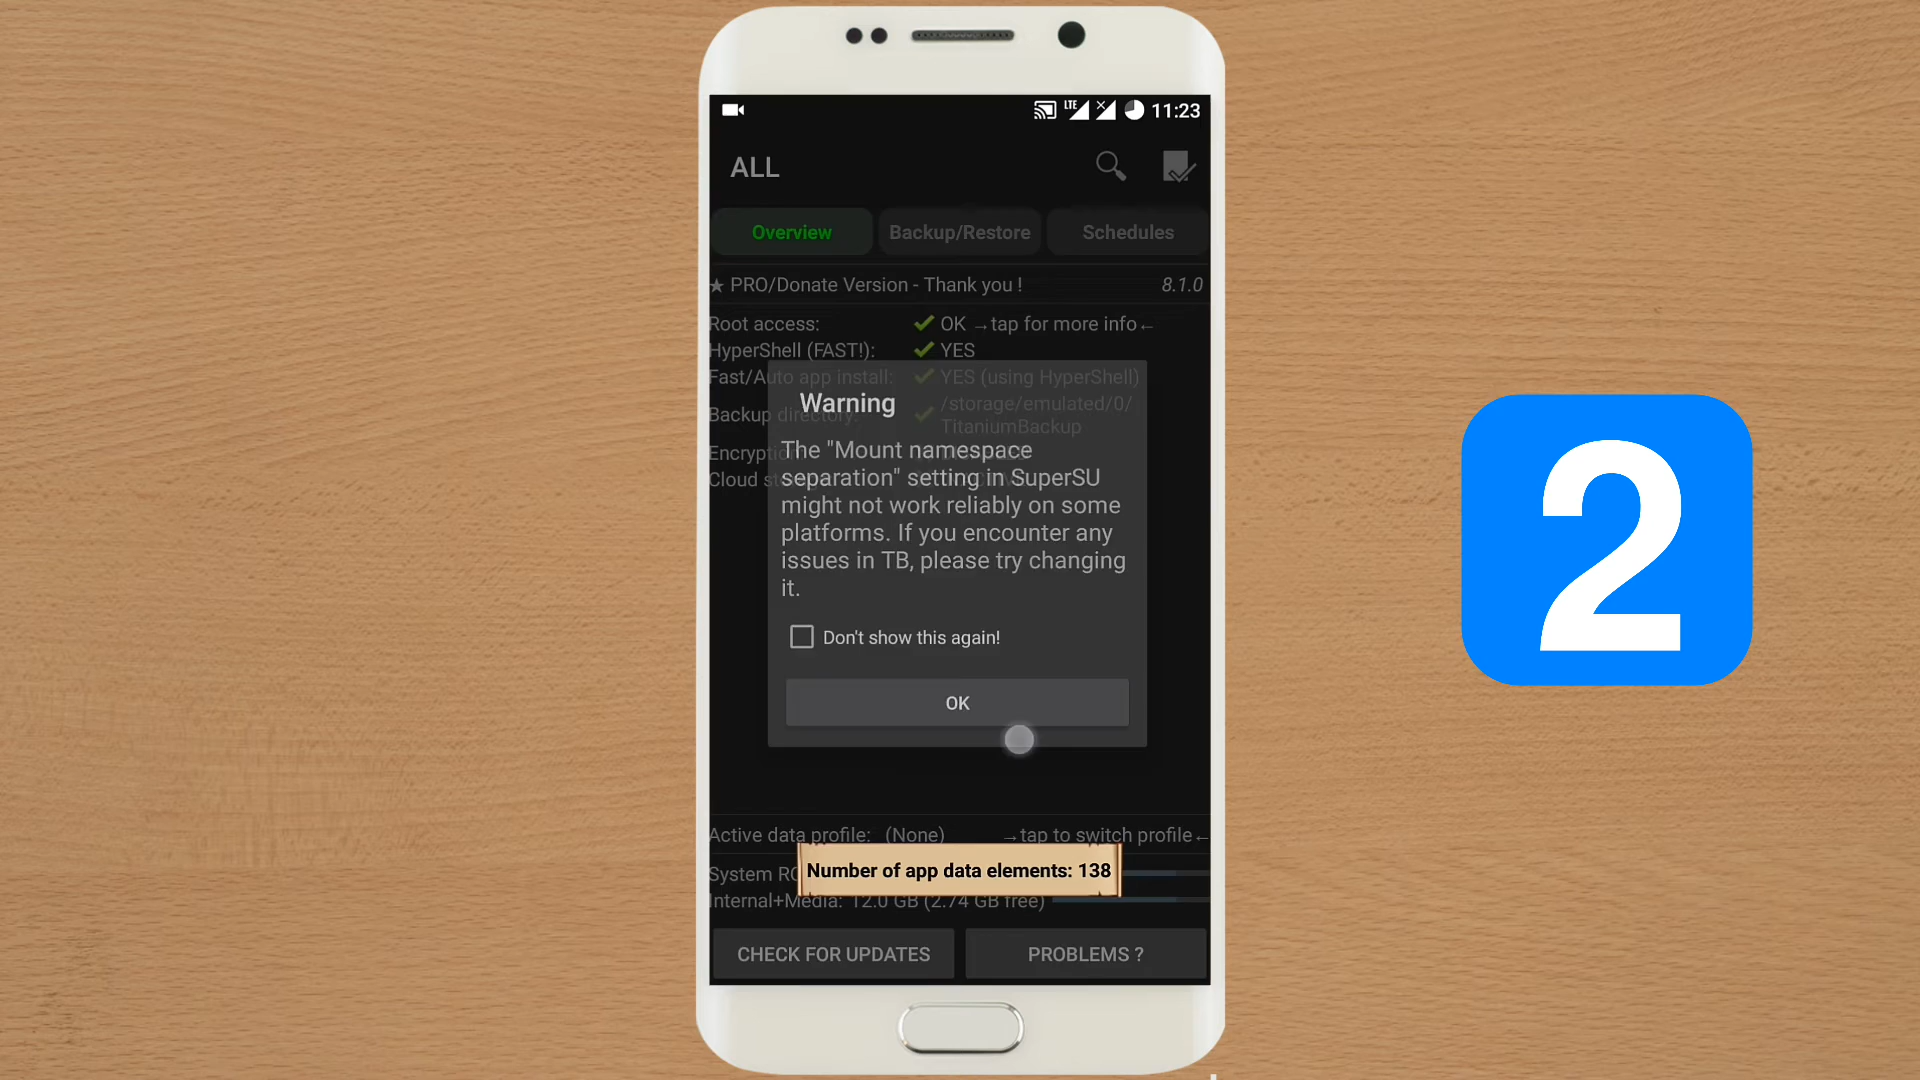 LTE 11:23
ALL
Overview Backup/Restore Schedules
★ PRO/Donate Version - Thank you ! 8.1.0
Root access: OK →tap for more info←
HyperShell (FAST!): YES
Fast/Auto app install: YES (using HyperShell)
Backup directory: /storage/emulated/0/
TitaniumBackup
Encryption
Cloud
Warning
The "Mount namespace
separation" setting in SuperSU
might not work reliably on some
platforms. If you encounter any
issues in TB, please try changing
it.
Don't show this again!
OK
Active data profile: (None) →tap to switch profile←
Number of app data elements: 138
System
Internal+Media: 12.0 GB (2.74 GB free)
CHECK FOR UPDATES PROBLEMS ?
2